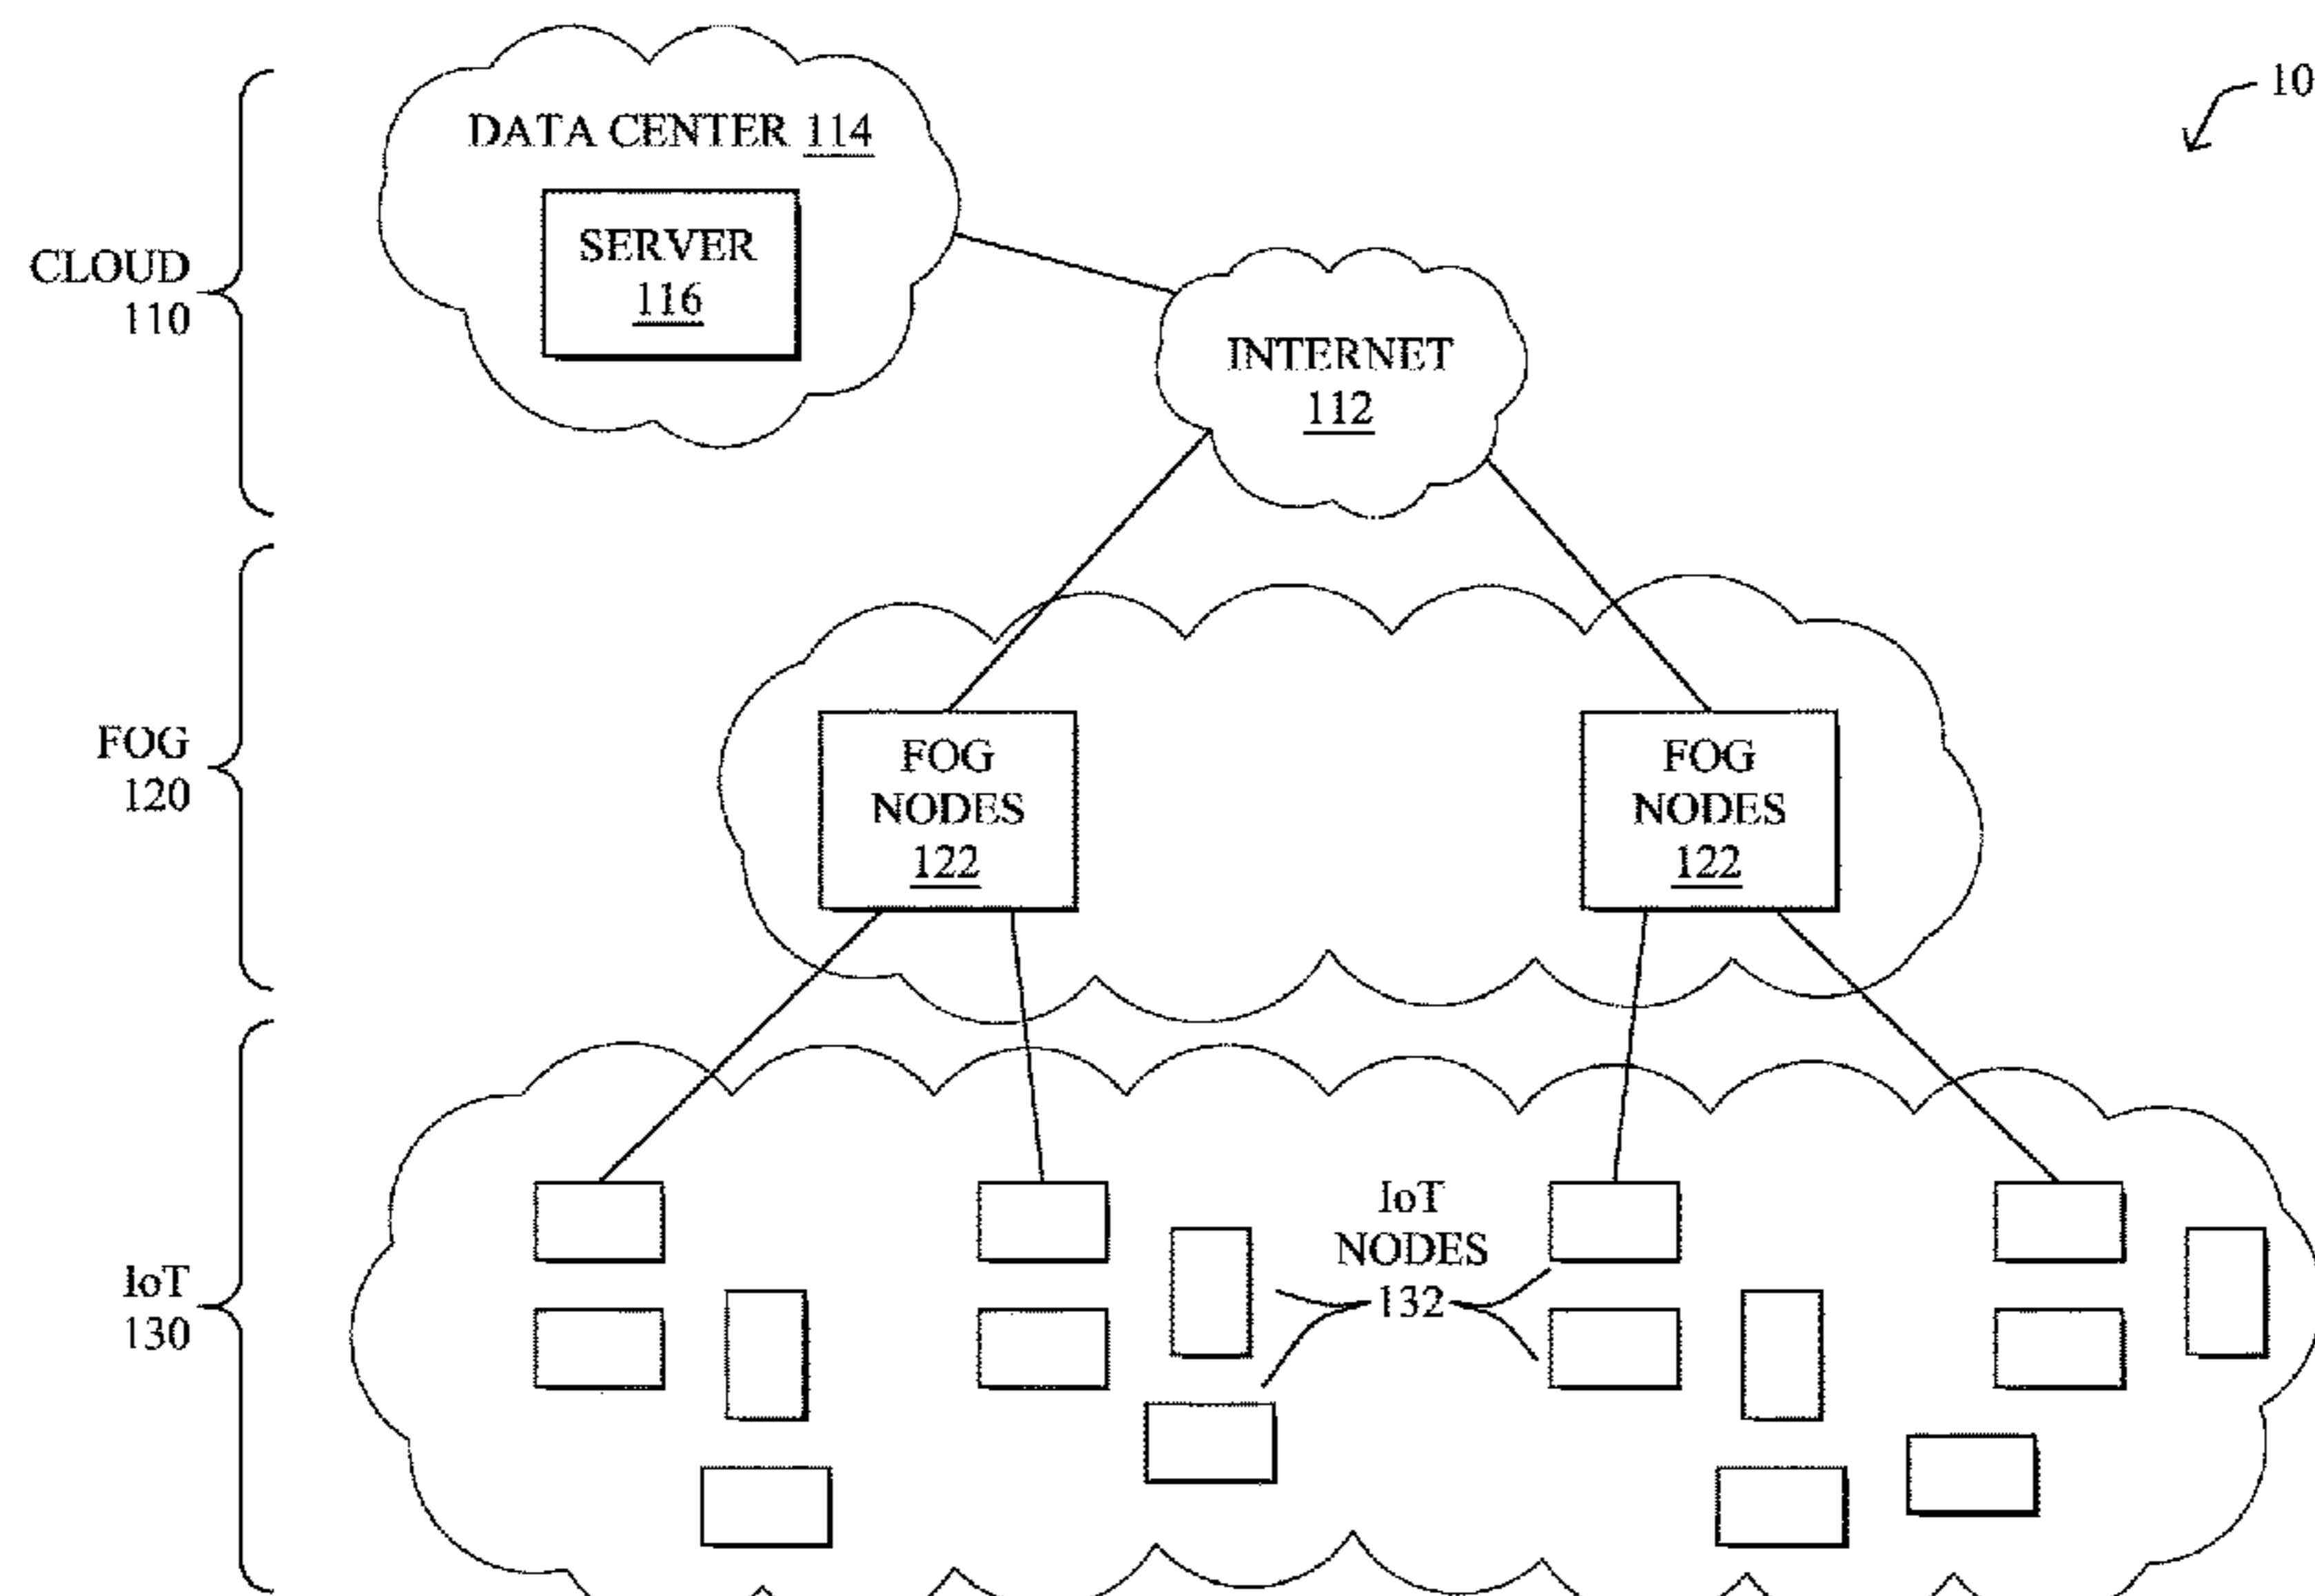 10
DATA CENTER 114
SERVER
116
CLOUD
110
INTERNET
112
FOG
120
FOG
NODES
122
FOG
NODES
122
IoT
130
IoT
NODES
132